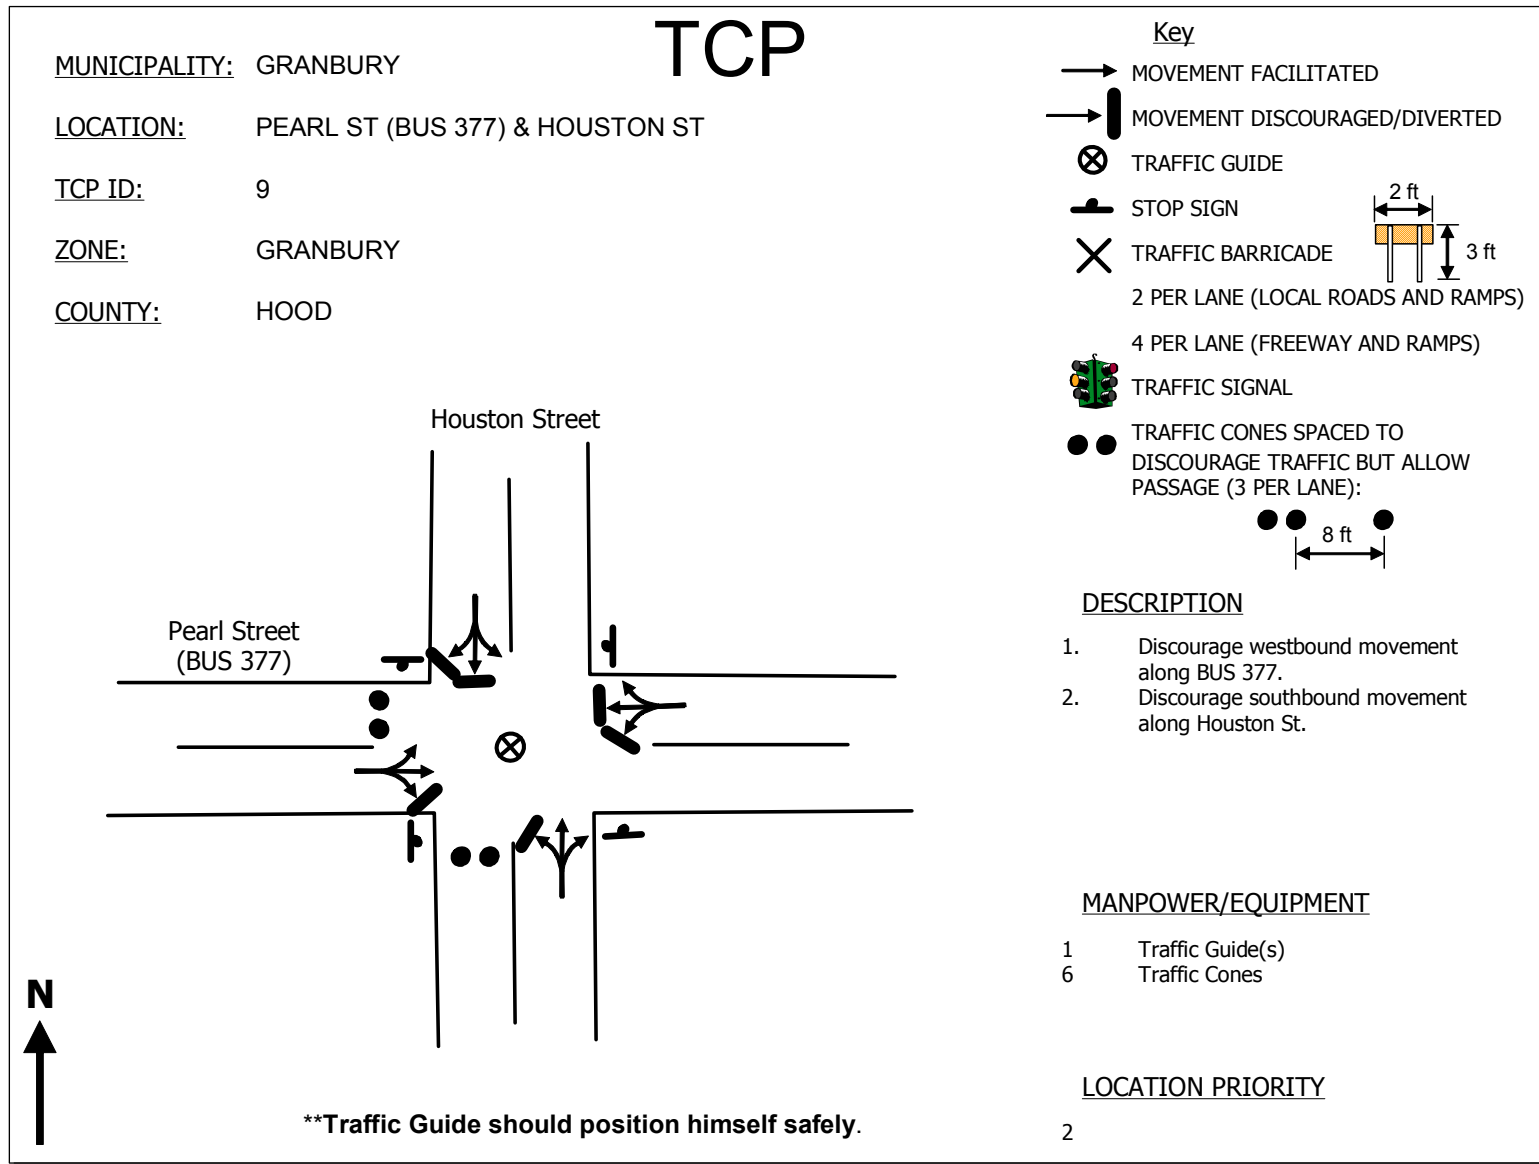 TCP
MUNICIPALITY: GRANBURY
LOCATION: PEARL ST (BUS 377) & HOUSTON ST
TCP ID: 9
ZONE: GRANBURY
COUNTY: HOOD
Key
MOVEMENT FACILITATED
MOVEMENT DISCOURAGED/DIVERTED
TRAFFIC GUIDE
STOP SIGN
TRAFFIC BARRICADE
2 ft
3 ft
2 PER LANE (LOCAL ROADS AND RAMPS)
4 PER LANE (FREEWAY AND RAMPS)
TRAFFIC SIGNAL
TRAFFIC CONES SPACED TO
DISCOURAGE TRAFFIC BUT ALLOW
PASSAGE (3 PER LANE):
8 ft
Houston Street
Pearl Street
(BUS 377)
DESCRIPTION
1. Discourage westbound movement
along BUS 377.
2. Discourage southbound movement
along Houston St.
MANPOWER/EQUIPMENT
1 Traffic Guide(s)
6 Traffic Cones
LOCATION PRIORITY
2
N
**Traffic Guide should position himself safely.